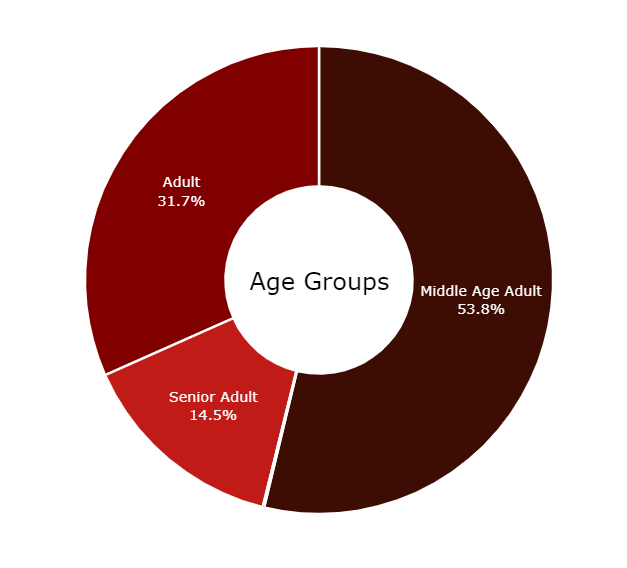 Adult
31.7%
Age Groups
Middle Age Adult
53.8%
Senior Adult
14.5%